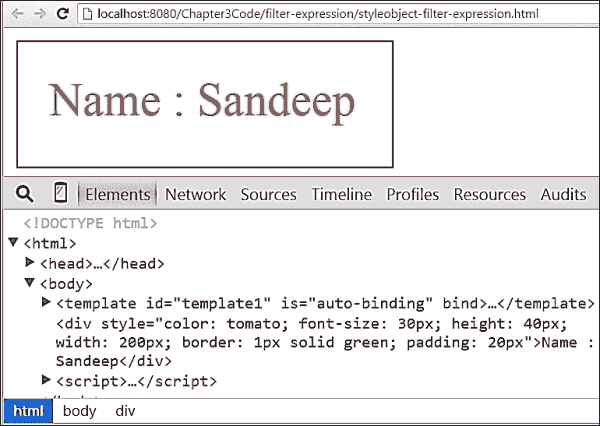 localhost:8080/Chapter3Code/filter-expression/styleobject-filter-expression.html
Name : Sandeep
Elements Network Sources Timeline Profiles Resources Audits
<!DOCTYPE html>
▼<html>
▶<head>…</head>
▼<body>
▶<template id="template1" is="auto-binding" bind>…</template>
<div style="color: tomato; font-size: 30px; height: 40px;
width: 200px; border: 1px solid green; padding: 20px">Name :
Sandeep</div>
▶<script>…</script>
html body div